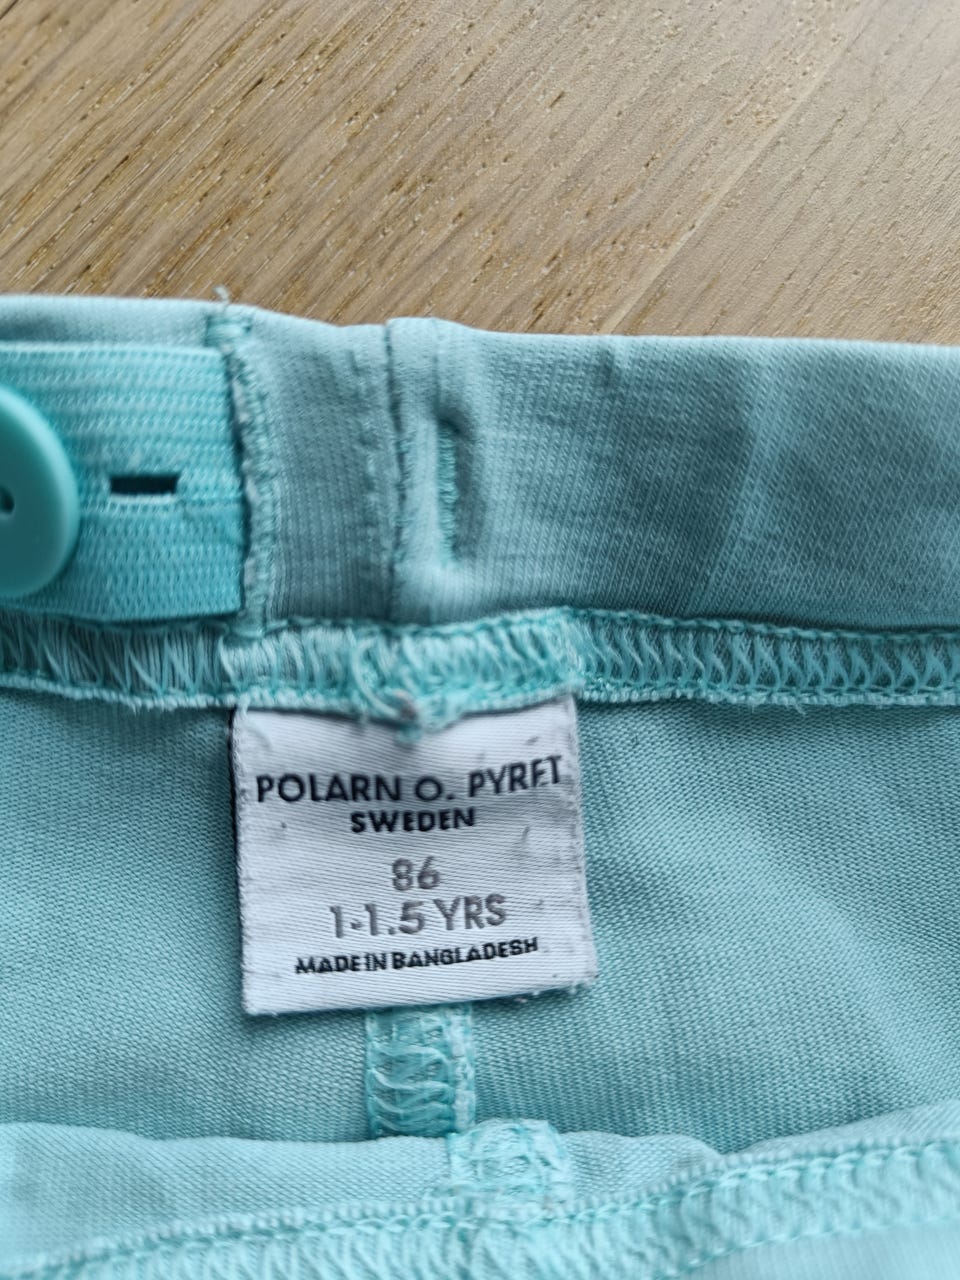 POLARN O. PYRET
SWEDEN
86
1-1.5 YRS
MADE IN BANGLADESH